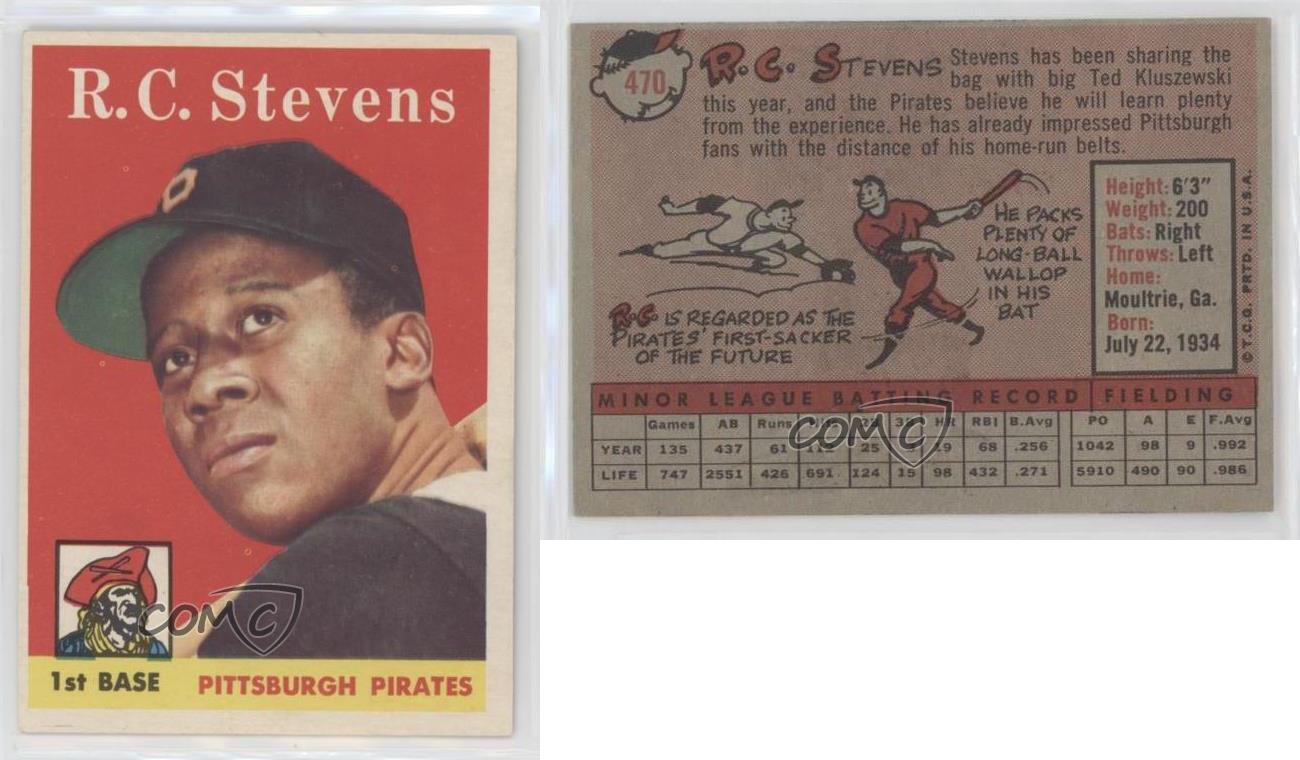 R.C. Stevens
1st BASE
PITTSBURGH PIRATES
COMC
470
R.C. STEVENS
Stevens has been sharing the
bag with big Ted Kluszewski
this year, and the Pirates believe he will learn plenty
from the experience. He has already impressed Pittsburgh
fans with the distance of his home-run belts.
R.C. IS REGARDED AS THE
PIRATES' FIRST-SACKER
OF THE FUTURE
HE PACKS
PLENTY OF
LONG-BALL
WALLOP
IN HIS
BAT
Height: 6'3"
Weight: 200
Bats: Right
Throws: Left
Home:
Moultrie, Ga.
Born:
July 22, 1934
© T.C.G. PRTD. IN U.S.A.
MINOR LEAGUE BATTING RECORD FIELDING
Games AB Runs HR RBI B.Avg PO A E F.Avg
YEAR 135 437 61 25 68 .256 1042 98 9 .992
LIFE 747 2551 426 691 124 15 98 432 .271 5910 490 90 .986
COMC